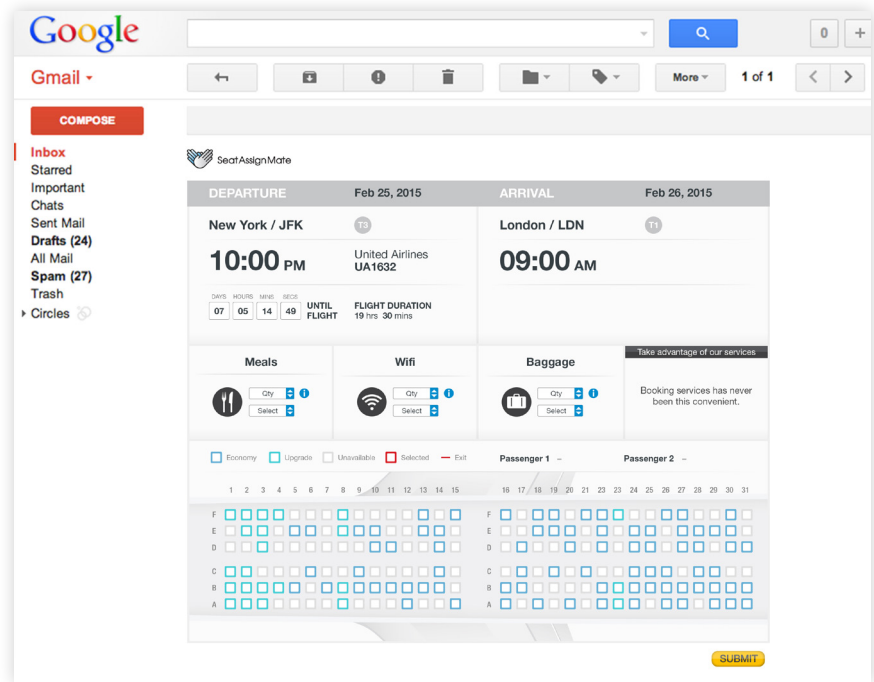 Google
0 +
Gmail
More 1 of 1
COMPOSE
Inbox
Starred
Important
Chats
Sent Mail
Drafts (24)
All Mail
Spam (27)
Trash
Circles
SeatAssignMate
DEPARTURE Feb 25, 2015 ARRIVAL Feb 26, 2015
New York / JFK T3 London / LDN T1
10:00 PM United Airlines 09:00 AM
UA1632
DAYS HOURS MINS SECS
07 05 14 49 UNTIL FLIGHT FLIGHT DURATION
19 hrs 30 mins
Meals Wifi Baggage Take advantage of our services
Qty Qty Qty Booking services has never
Select Select Select been this convenient.
Economy Upgrade Unavailable Selected Exit Passenger 1 – Passenger 2 –
1 2 3 4 5 6 7 8 9 10 11 12 13 14 15 16 17 18 19 20 21 23 23 24 25 26 27 28 29 30 31
F F
E E
D D
C C
B B
A A
SUBMIT